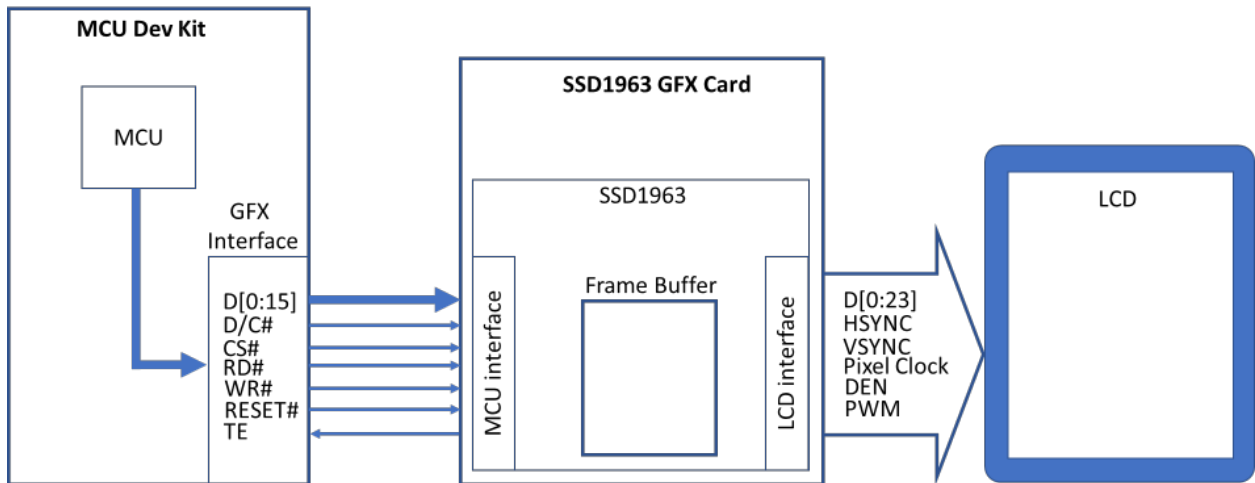 MCU Dev Kit
MCU
GFX
Interface
D[0:15]
D/C#
CS#
RD#
WR#
RESET#
TE
SSD1963 GFX Card
SSD1963
MCU interface
Frame Buffer
LCD interface
D[0:23]
HSYNC
VSYNC
Pixel Clock
DEN
PWM
LCD